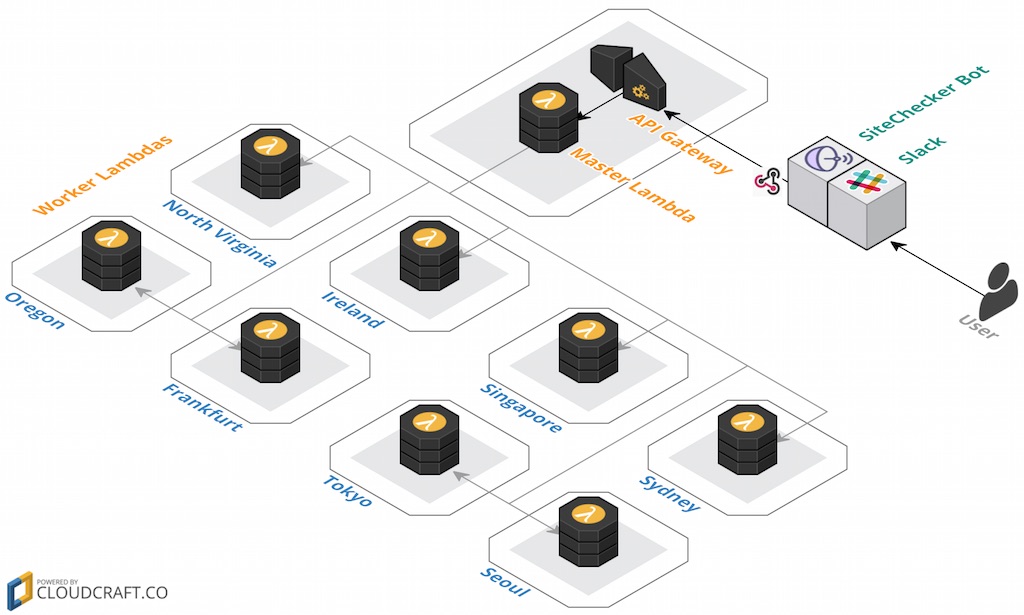 SiteChecker Bot
Slack
API Gateway
Master Lambda
Worker Lambdas
North Virginia
Oregon
Ireland
User
Frankfurt
Singapore
Tokyo
Sydney
Seoul
POWERED BY
CLOUDCRAFT.CO